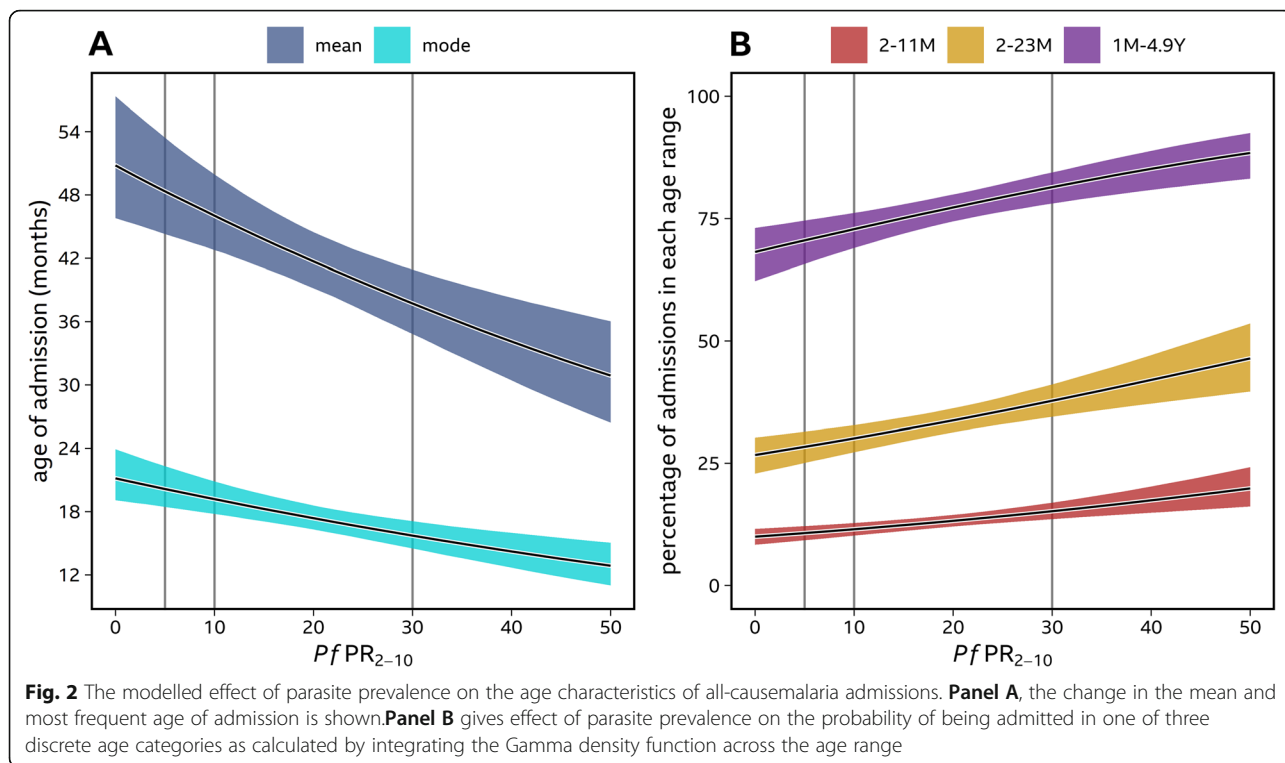 A
mean
mode
age of admission (months)
54
48
42
36
30
24
18
12
0
10
20
30
40
50
Pf PR2–10
B
2-11M
2-23M
1M-4.9Y
percentage of admissions in each age range
100
75
50
25
0
0
10
20
30
40
50
Pf PR2–10
Fig. 2 The modelled effect of parasite prevalence on the age characteristics of all-causemalaria admissions. Panel A, the change in the mean and
most frequent age of admission is shown.Panel B gives effect of parasite prevalence on the probability of being admitted in one of three
discrete age categories as calculated by integrating the Gamma density function across the age range